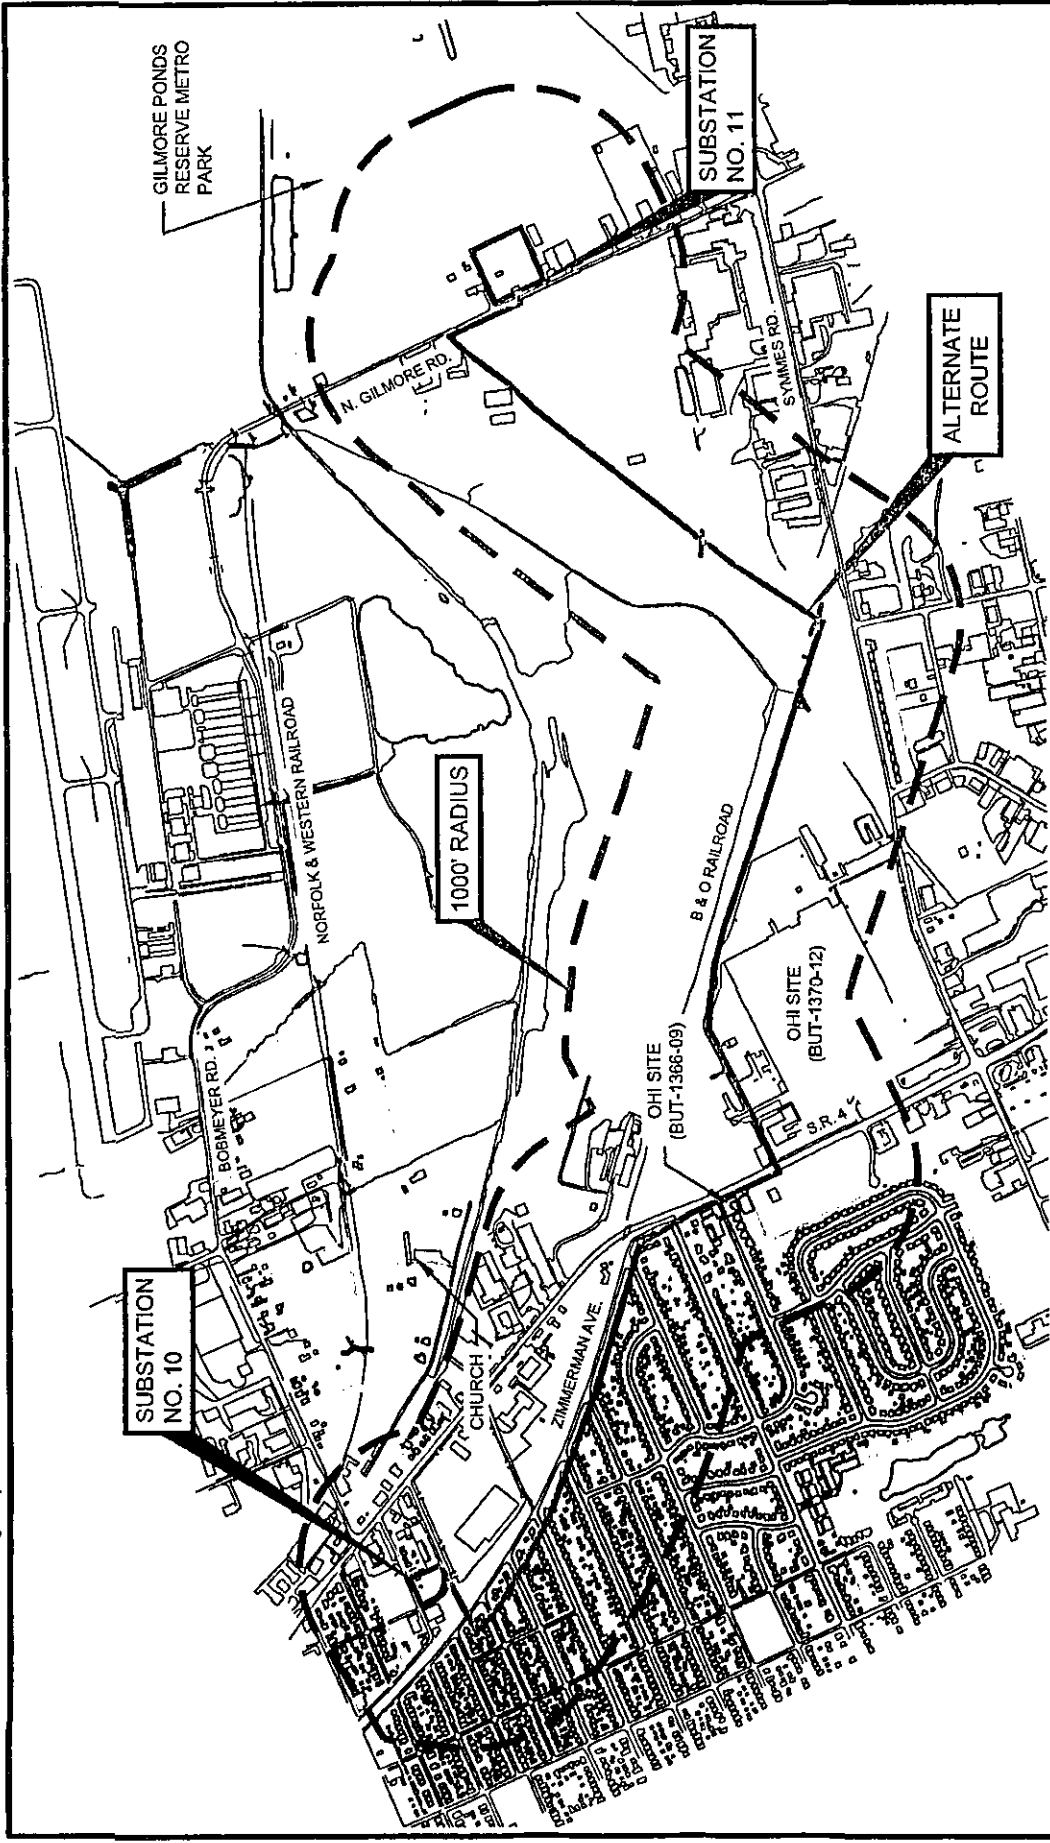 GILMORE PONDS
RESERVE METRO
PARK
SUBSTATION
NO. 11
N. GILMORE RD.
SYMMES RD.
ALTERNATE
ROUTE
NORFOLK & WESTERN RAILROAD
1000' RADIUS
B & O RAILROAD
BOBMEYER RD.
OHI SITE
(BUT-1366-09)
OHI SITE
(BUT-1370-12)
S.R. 4
SUBSTATION
NO. 10
CHURCH
ZIMMERMAN AVE.